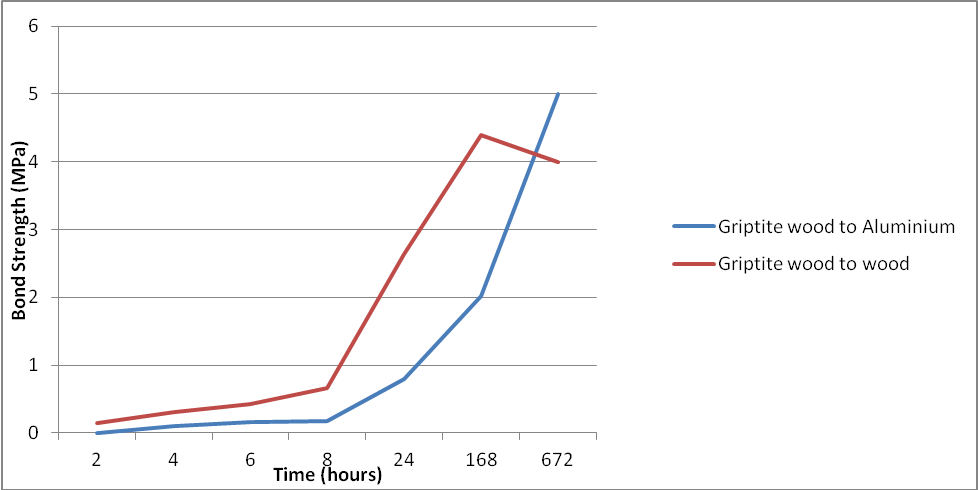 6
5
4
3
2
1
0
Bond Strength (MPa)
2 4 6 8 24 168 672
Time (hours)
Griptite wood to Aluminium
Griptite wood to wood